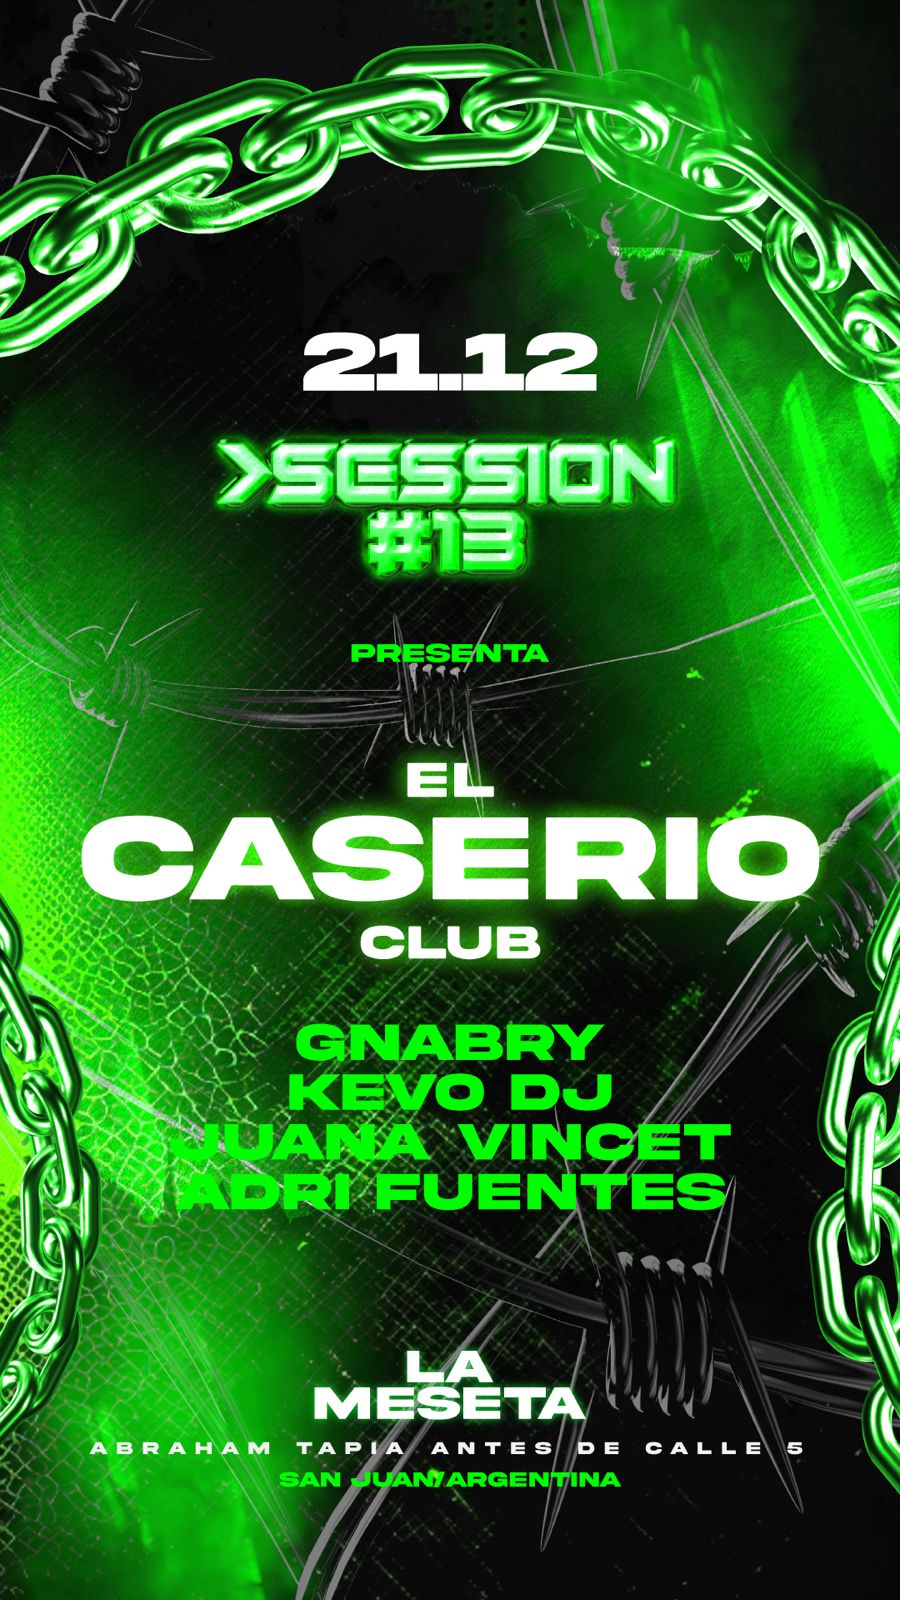 21.12
>SESSION
#13
PRESENTA
EL
CASERIO
CLUB
GNABRY
KEVO DJ
JUANA VINCET
ADRI FUENTES
LA
MESETA
ABRAHAM TAPIA ANTES DE CALLE 5
SAN JUAN/ARGENTINA